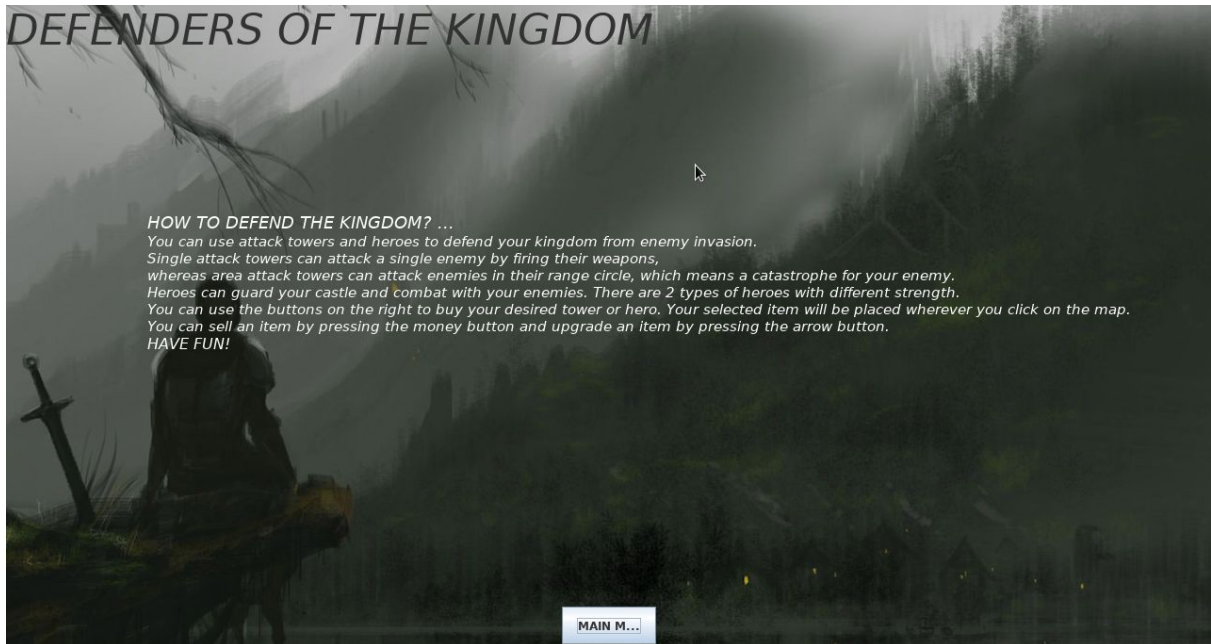 DEFENDERS OF THE KINGDOM
HOW TO DEFEND THE KINGDOM? ...
You can use attack towers and heroes to defend your kingdom from enemy invasion.
Single attack towers can attack a single enemy by firing their weapons,
whereas area attack towers can attack enemies in their range circle, which means a catastrophe for your enemy.
Heroes can guard your castle and combat with your enemies. There are 2 types of heroes with different strength.
You can use the buttons on the right to buy your desired tower or hero. Your selected item will be placed wherever you click on the map.
You can sell an item by pressing the money button and upgrade an item by pressing the arrow button.
HAVE FUN!
MAIN M...